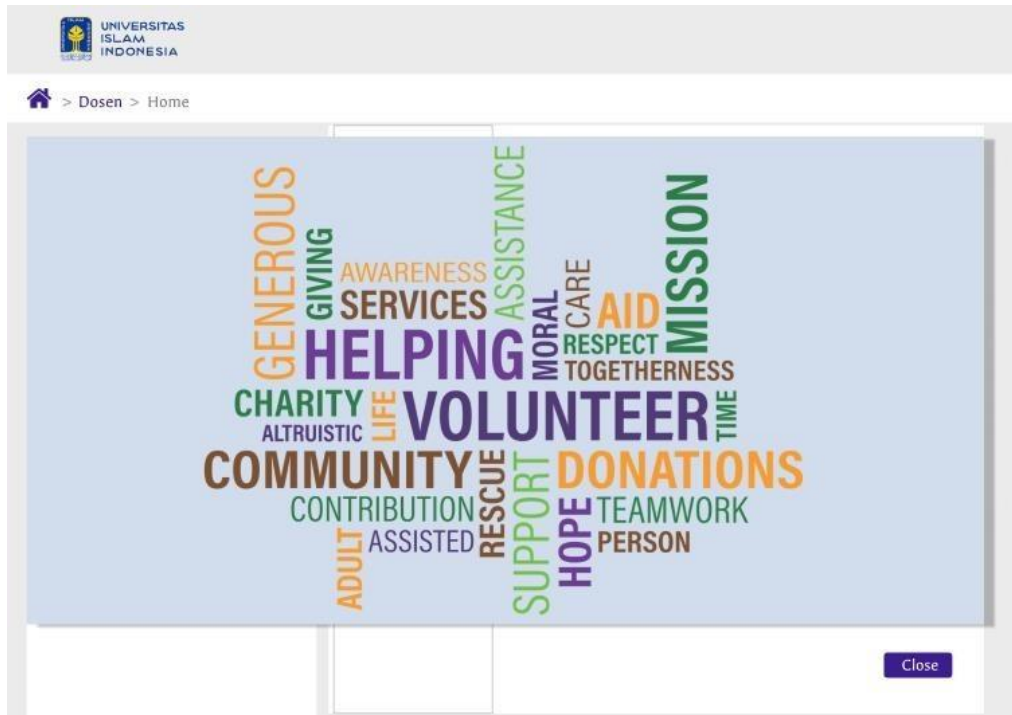 UNIVERSITAS
ISLAM
INDONESIA
> Dosen > Home
GENEROUS
GIVING
AWARENESS
SERVICES
ASSISTANCE
HELPING
MORAL
CARE
AID
RESPECT
MISSION
TOGETHERNESS
CHARITY
ALTRUISTIC
LIFE
VOLUNTEER
TIME
COMMUNITY
RESCUE
SUPPORT
DONATIONS
CONTRIBUTION
ASSISTED
ADULT
HOPE
TEAMWORK
PERSON
Close